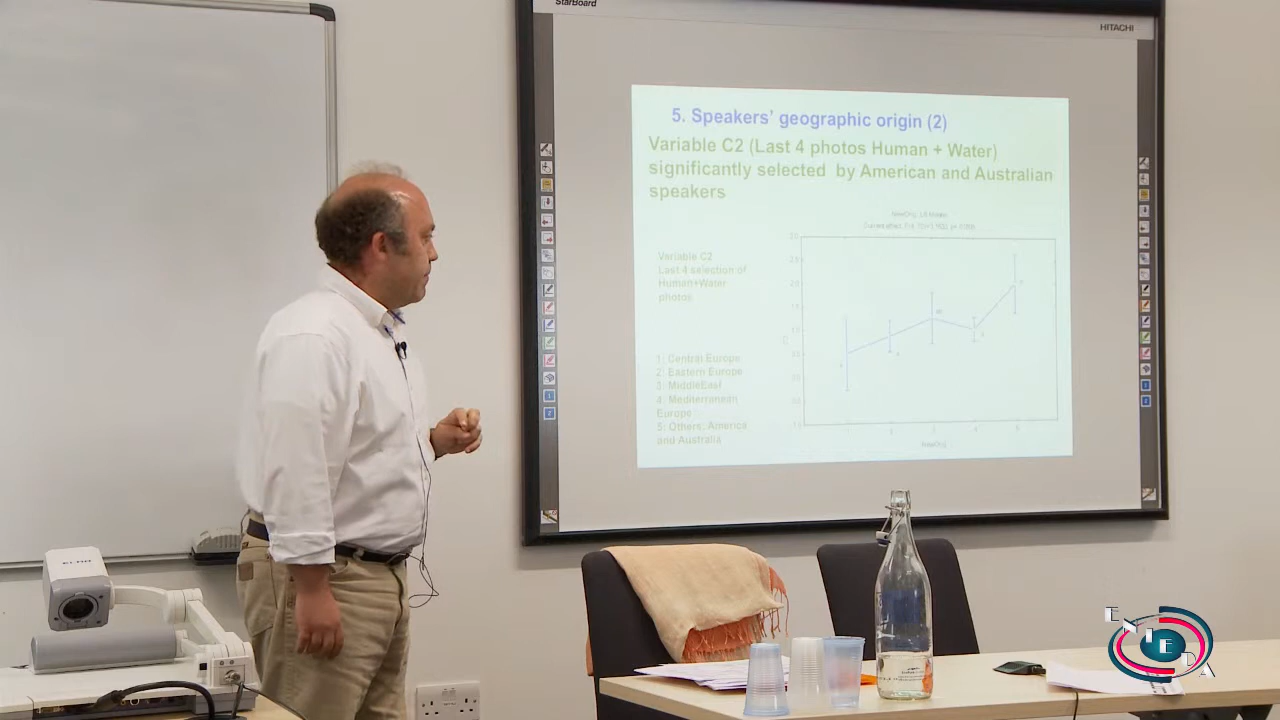 StarBoard
HITACHI
5. Speakers' geographic origin (2)
Variable C2 (Last 4 photos Human + Water)
significantly selected by American and Australian
speakers
Variable C2
Last 4 selection of
Human+Water
photos
1: Central Europe
2: Eastern Europe
3: MiddleEast
4: Mediterranean
Europe
5: Others: America
and Australia
NewOrig
ENIEDA